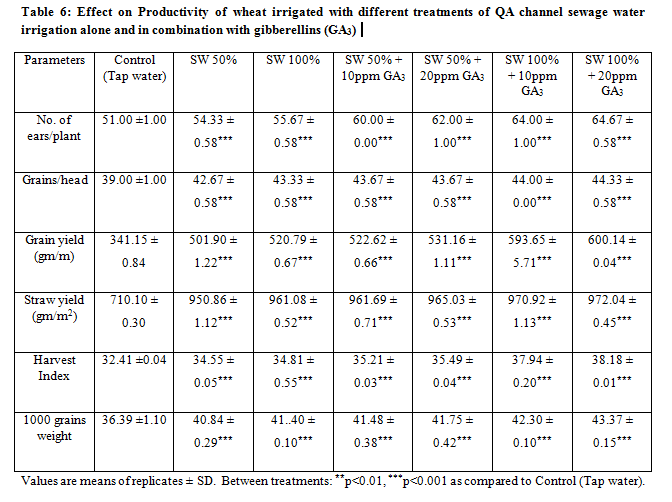 Table 6: Effect on Productivity of wheat irrigated with different treatments of QA channel sewage water
irrigation alone and in combination with gibberellins (GA₃)
Parameters Control SW 50% SW 100% SW 50% + SW 50% + SW 100% SW 100%
(Tap water) 10ppm GA₃ 20ppm GA₃ + 10ppm + 20ppm
GA₃ GA₃
No. of 51.00 ±1.00 54.33 ± 55.67 ± 60.00 ± 62.00 ± 64.00 ± 64.67 ±
ears/plant 0.58*** 0.58*** 0.00*** 1.00*** 1.00*** 0.58***
Grains/head 39.00 ±1.00 42.67 ± 43.33 ± 43.67 ± 43.67 ± 44.00 ± 44.33 ±
0.58*** 0.58*** 0.58*** 0.58*** 0.00*** 0.58***
Grain yield 341.15 ± 501.90 ± 520.79 ± 522.62 ± 531.16 ± 593.65 ± 600.14 ±
(gm/m) 0.84 1.22*** 0.67*** 0.66*** 1.11*** 5.71*** 0.04***
Straw yield 710.10 ± 950.86 ± 961.08 ± 961.69 ± 965.03 ± 970.92 ± 972.04 ±
(gm/m²) 0.30 1.12*** 0.52*** 0.71*** 0.53*** 1.13*** 0.45***
Harvest 32.41 ±0.04 34.55 ± 34.81 ± 35.21 ± 35.49 ± 37.94 ± 38.18 ±
Index 0.05*** 0.55*** 0.03*** 0.04*** 0.20*** 0.01***
1000 grains 36.39 ±1.10 40.84 ± 41.40 ± 41.48 ± 41.75 ± 42.30 ± 43.37 ±
weight 0.29*** 0.10*** 0.38*** 0.42*** 0.10*** 0.15***
Values are means of replicates ± SD. Between treatments: **p<0.01, ***p<0.001 as compared to Control (Tap water).